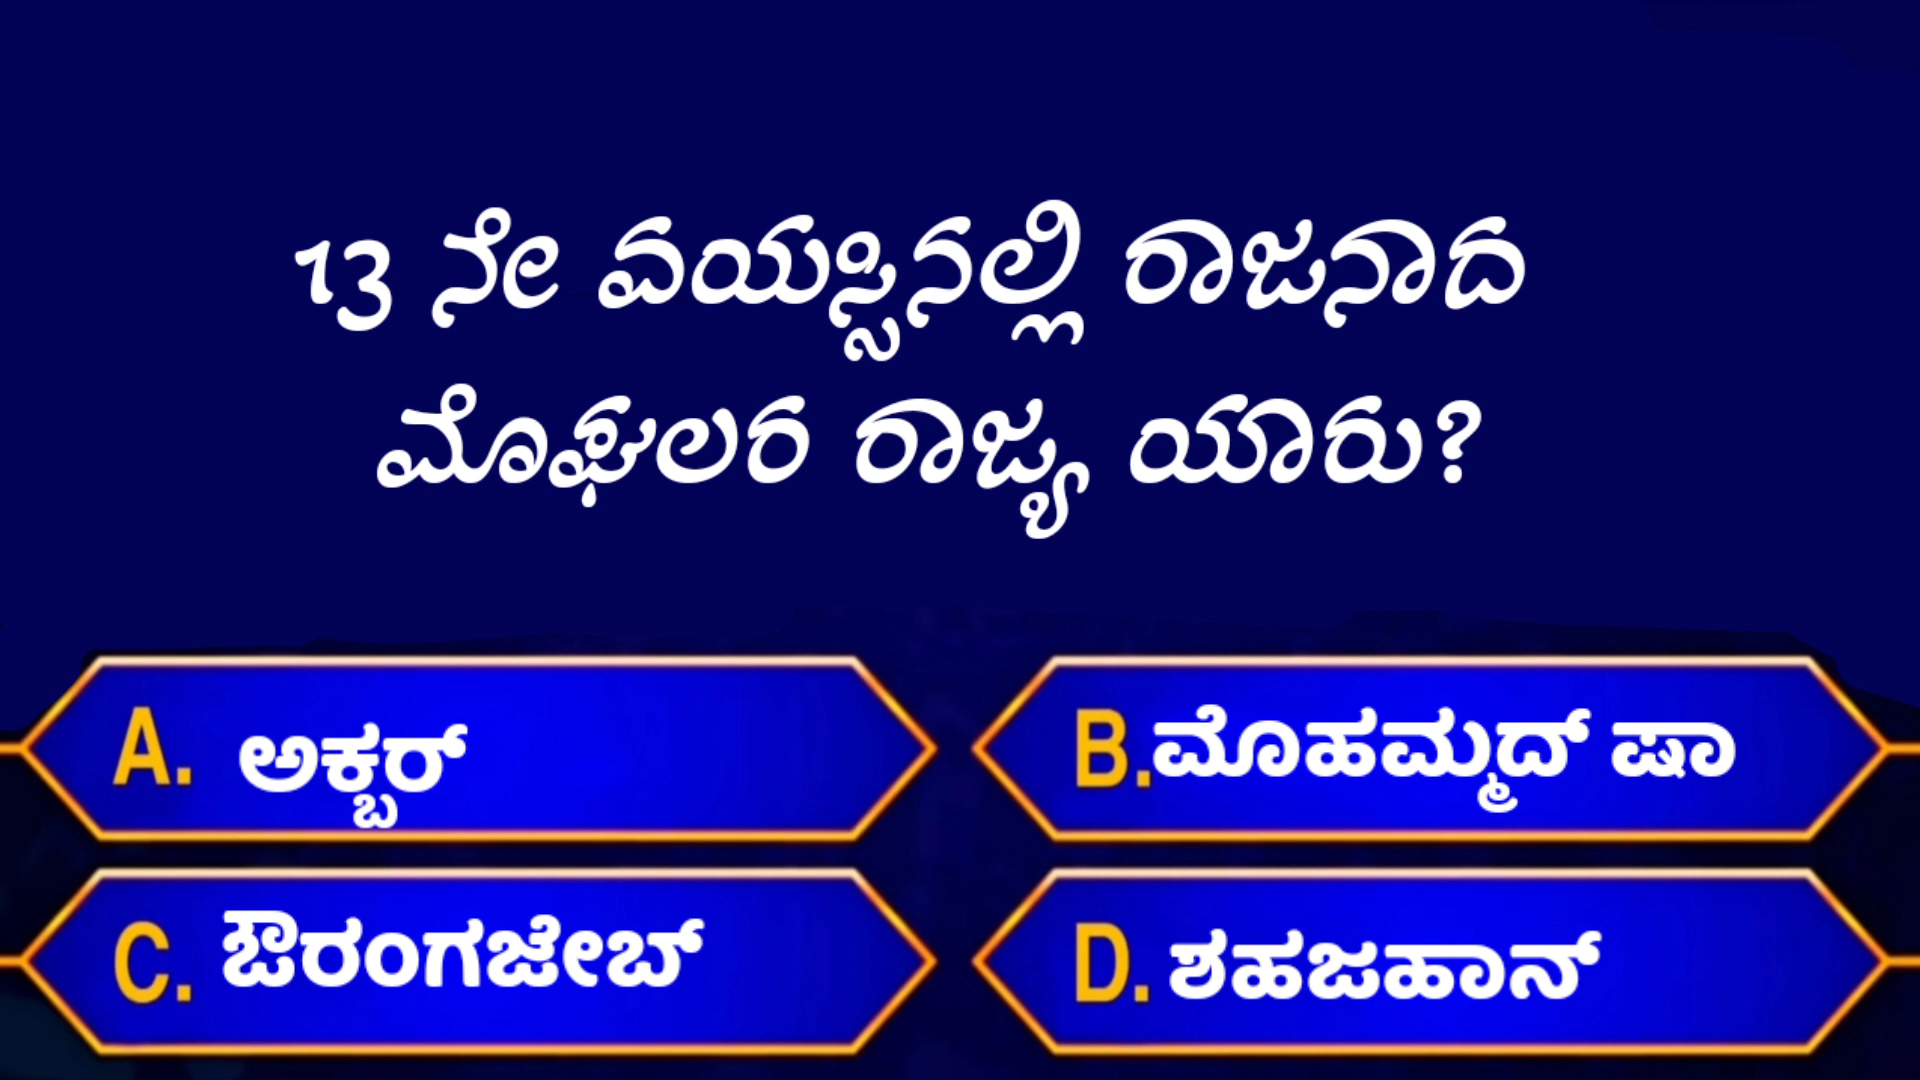 13 ನೇ ವಯಸ್ಸಿನಲ್ಲಿ ರಾಜನಾದ
ಮೊಘಲರ ರಾಜ್ಯ ಯಾರು?
A. ಅಕ್ಬರ್
B.ಮೊಹಮ್ಮದ್ ಷಾ
C. ಔರಂಗಜೇಬ್
D. ಶಹಜಹಾನ್